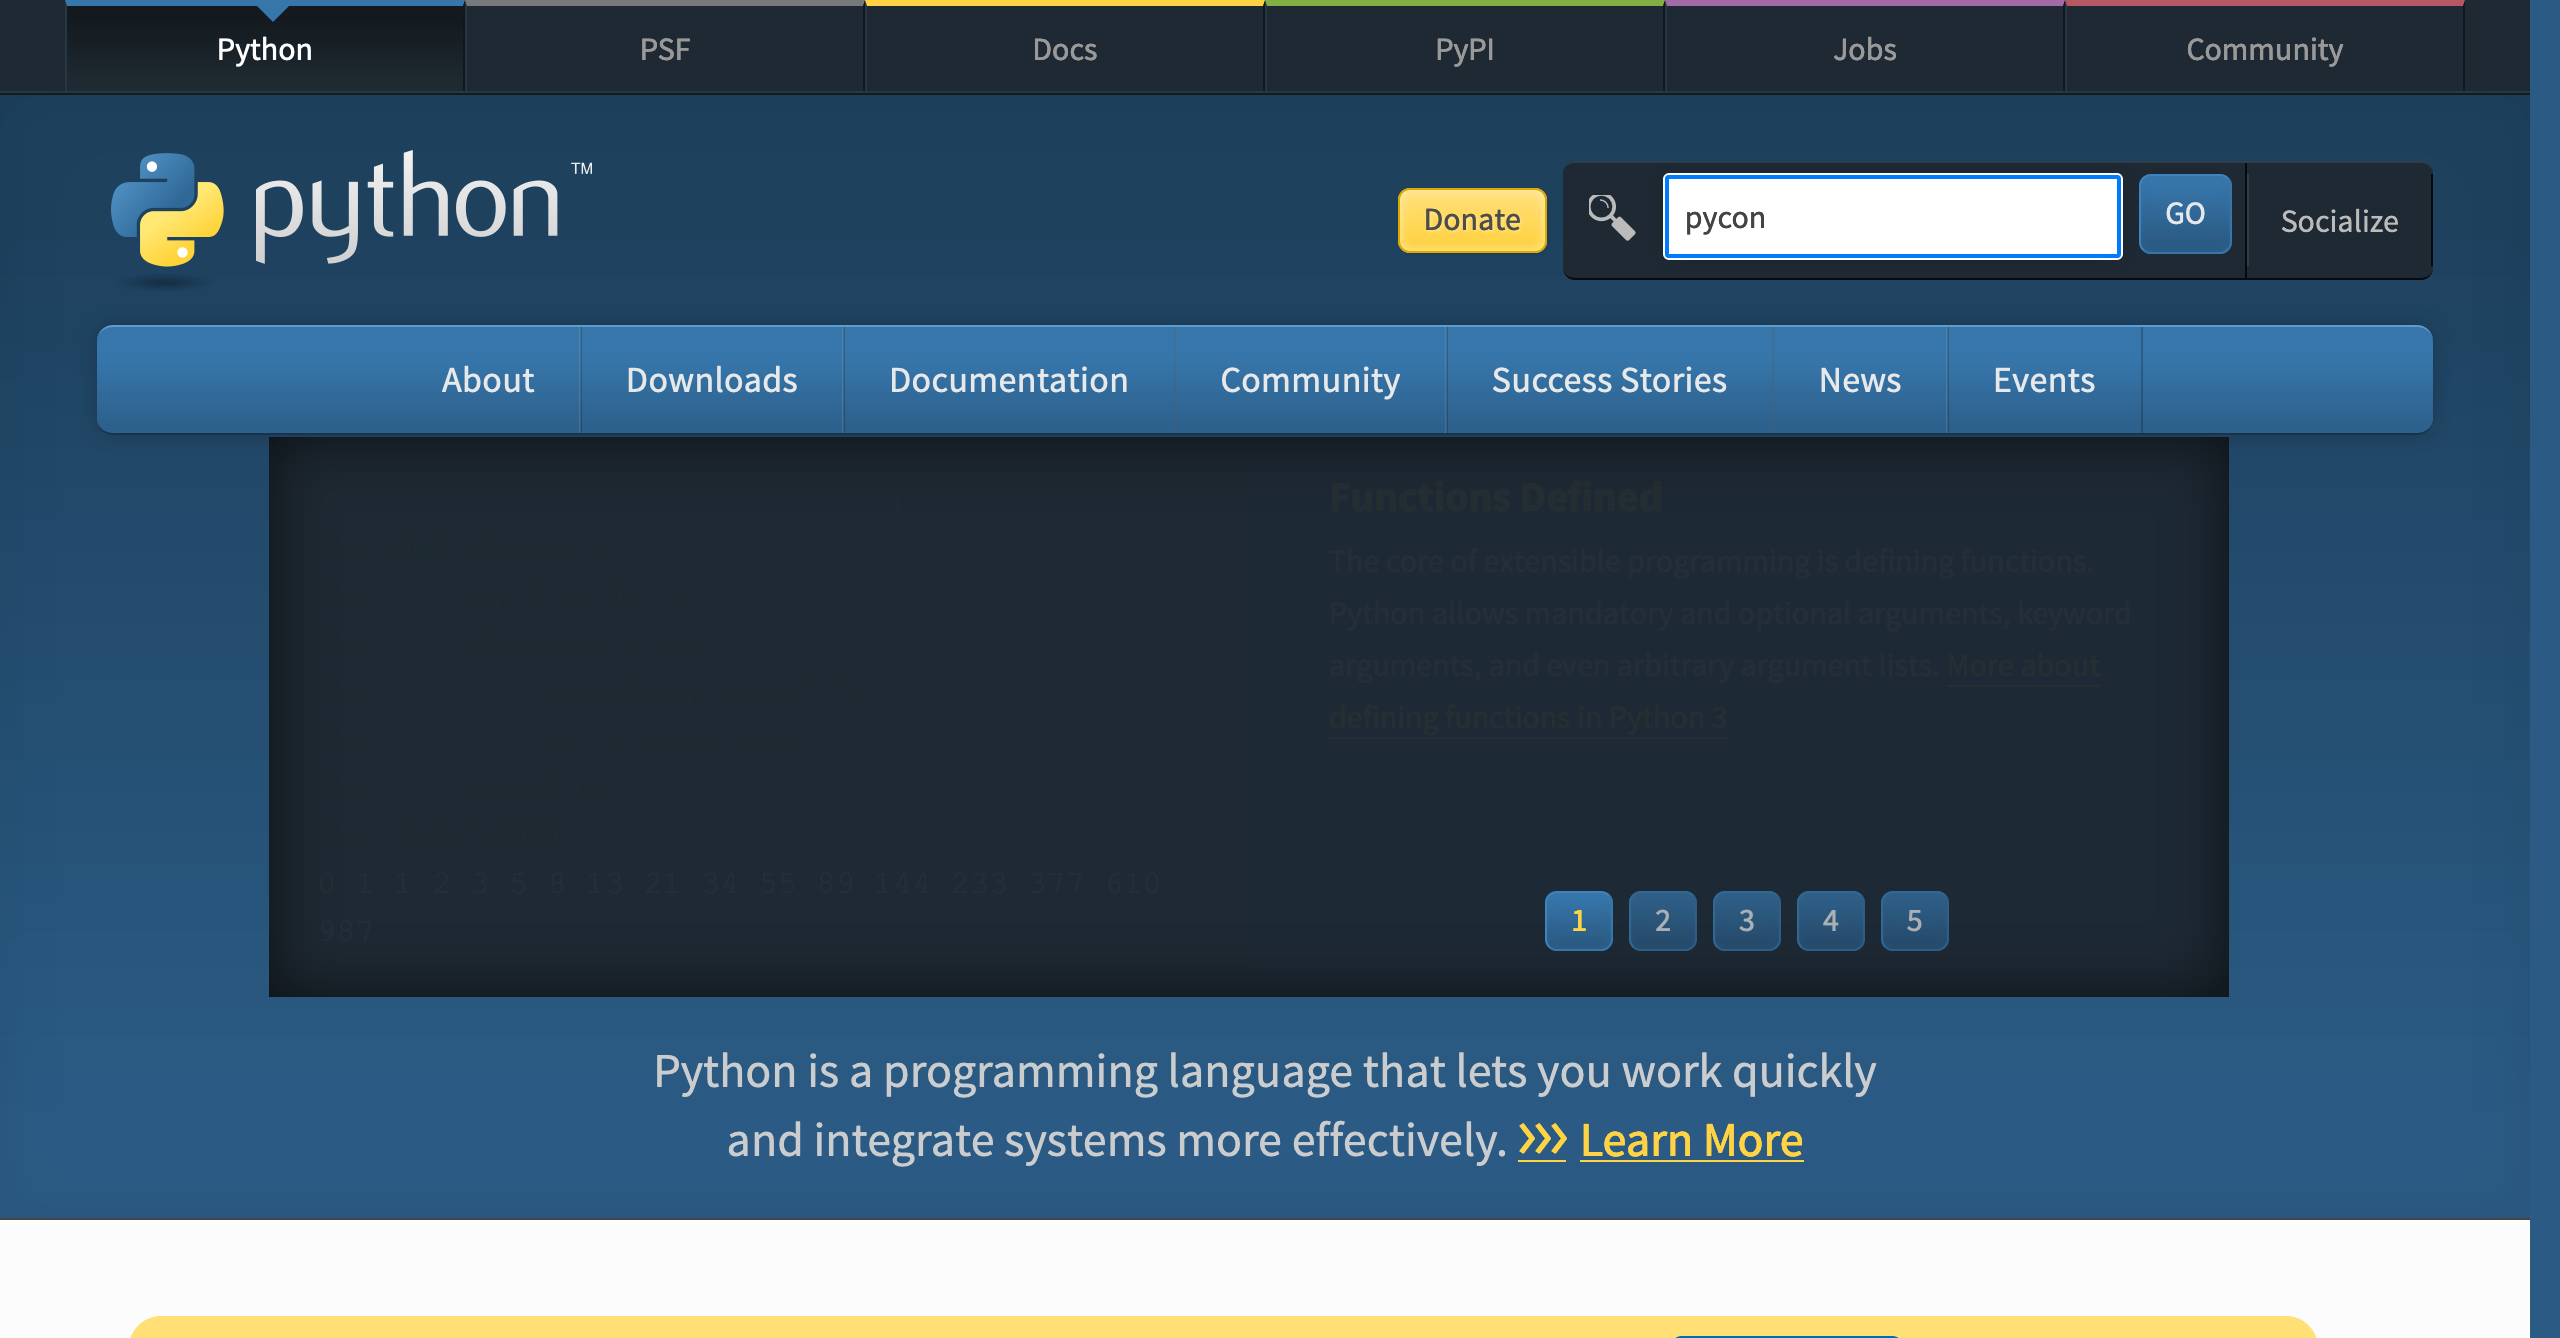 Python
PSF
Docs
PyPI
Jobs
Community
python™
Donate
pycon
GO
Socialize
About
Downloads
Documentation
Community
Success Stories
News
Events
Functions Defined
The core of extensible programming is defining functions.
Python allows mandatory and optional arguments, keyword
arguments, and even arbitrary argument lists. More about
defining functions in Python 3
0 1 1 2 3 5 8 13 21 34 55 89 144 233 377 610
987
1 2 3 4 5
Python is a programming language that lets you work quickly
and integrate systems more effectively. >>> Learn More